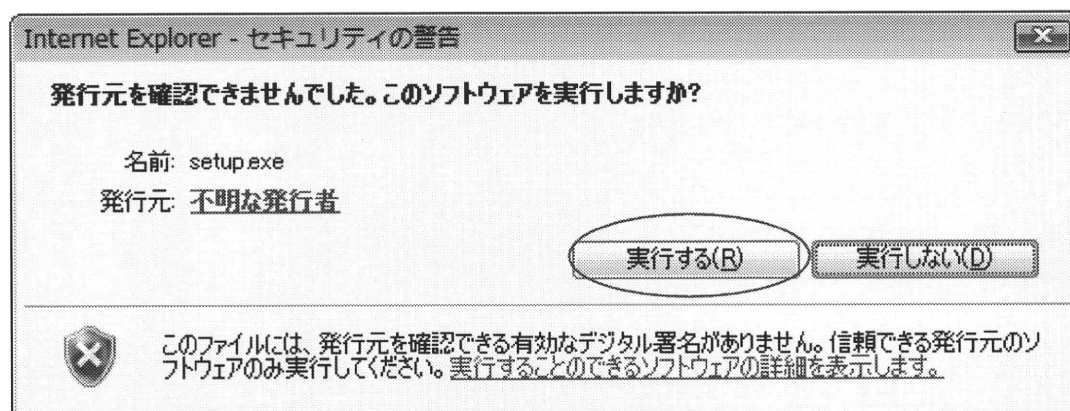 Internet Explorer - セキュリティの警告
発行元を確認できませんでした。このソフトウェアを実行しますか?
名前: setup.exe
発行元: 不明な発行者
実行する(R)
実行しない(D)
このファイルには、発行元を確認できる有効なデジタル署名がありません。信頼できる発行元のソ
フトウェアのみ実行してください。実行することのできるソフトウェアの詳細を表示します。